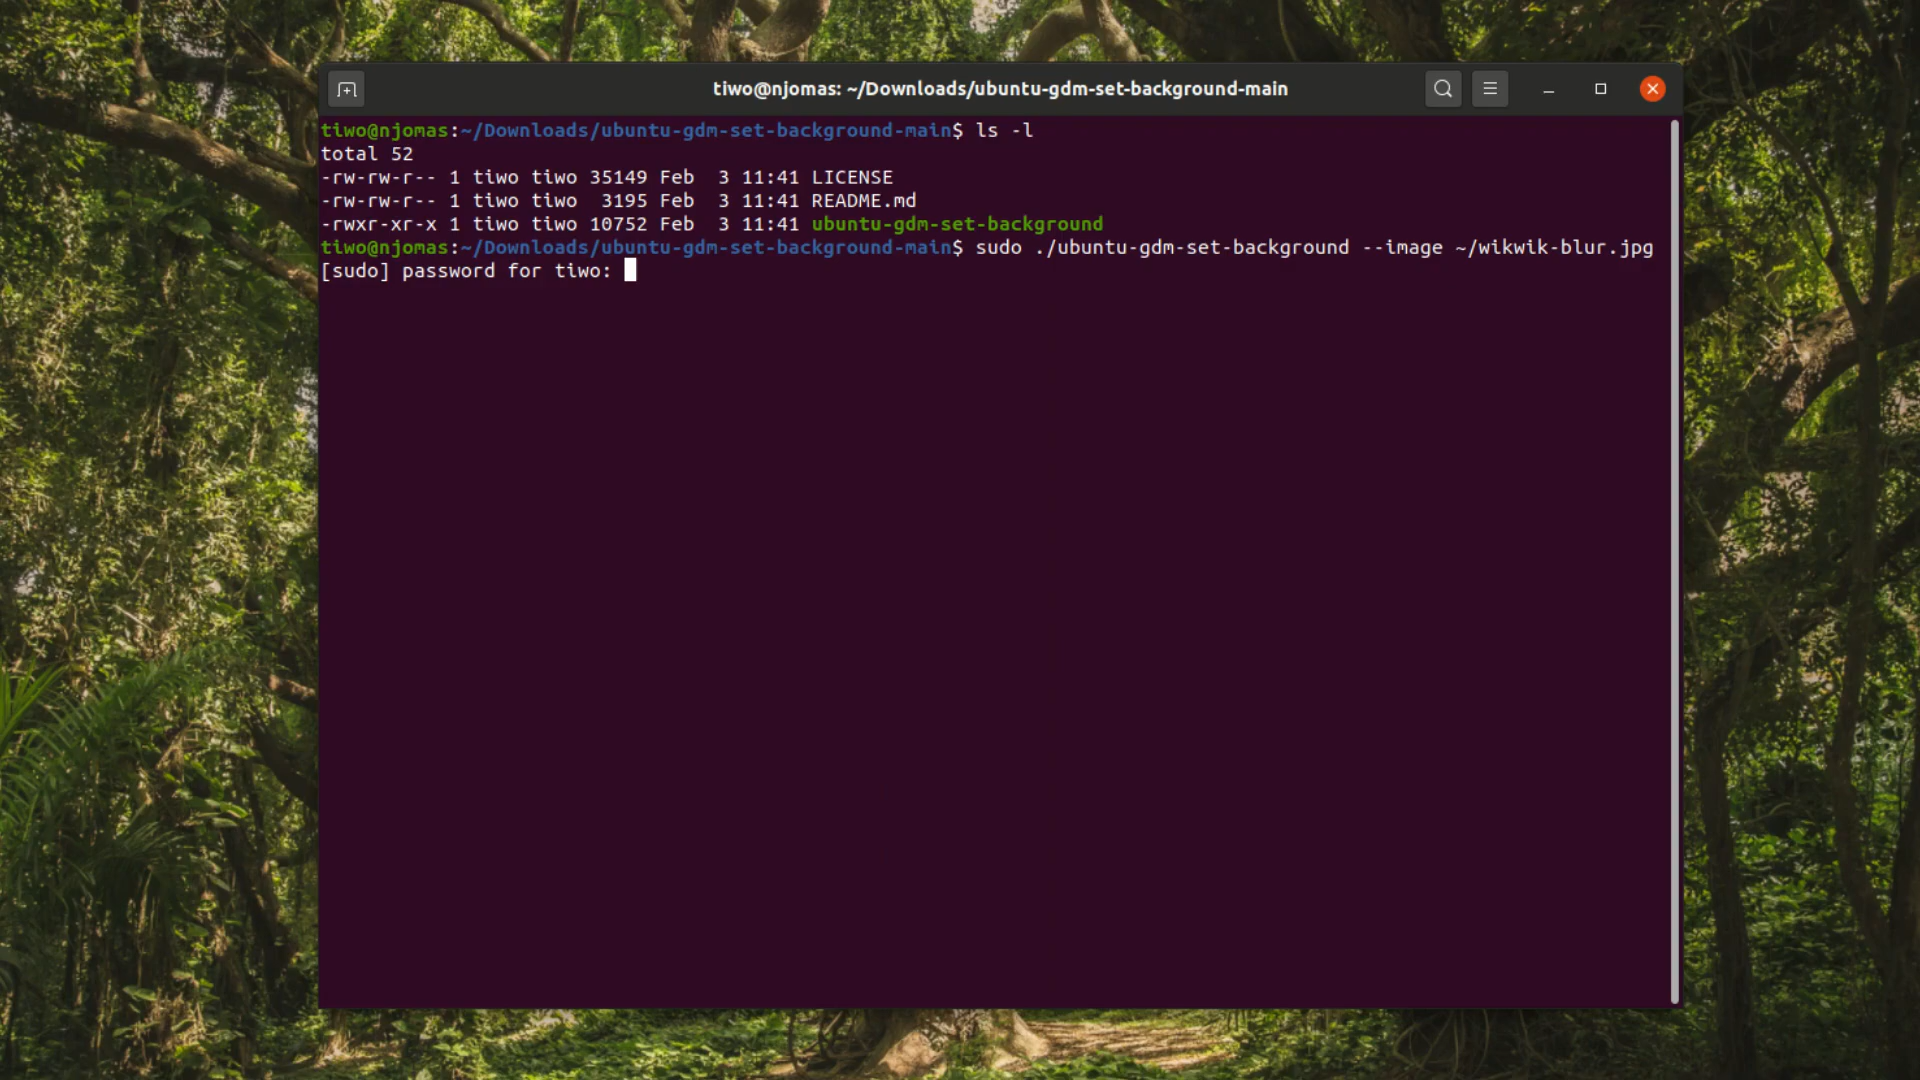 tiwo@njomas: ~/Downloads/ubuntu-gdm-set-background-main
tiwo@njomas:~/Downloads/ubuntu-gdm-set-background-main$ ls -l
total 52
-rw-rw-r-- 1 tiwo tiwo 35149 Feb  3 11:41 LICENSE
-rw-rw-r-- 1 tiwo tiwo  3195 Feb  3 11:41 README.md
-rwxr-xr-x 1 tiwo tiwo 10752 Feb  3 11:41 ubuntu-gdm-set-background
tiwo@njomas:~/Downloads/ubuntu-gdm-set-background-main$ sudo ./ubuntu-gdm-set-background --image ~/wikwik-blur.jpg
[sudo] password for tiwo: